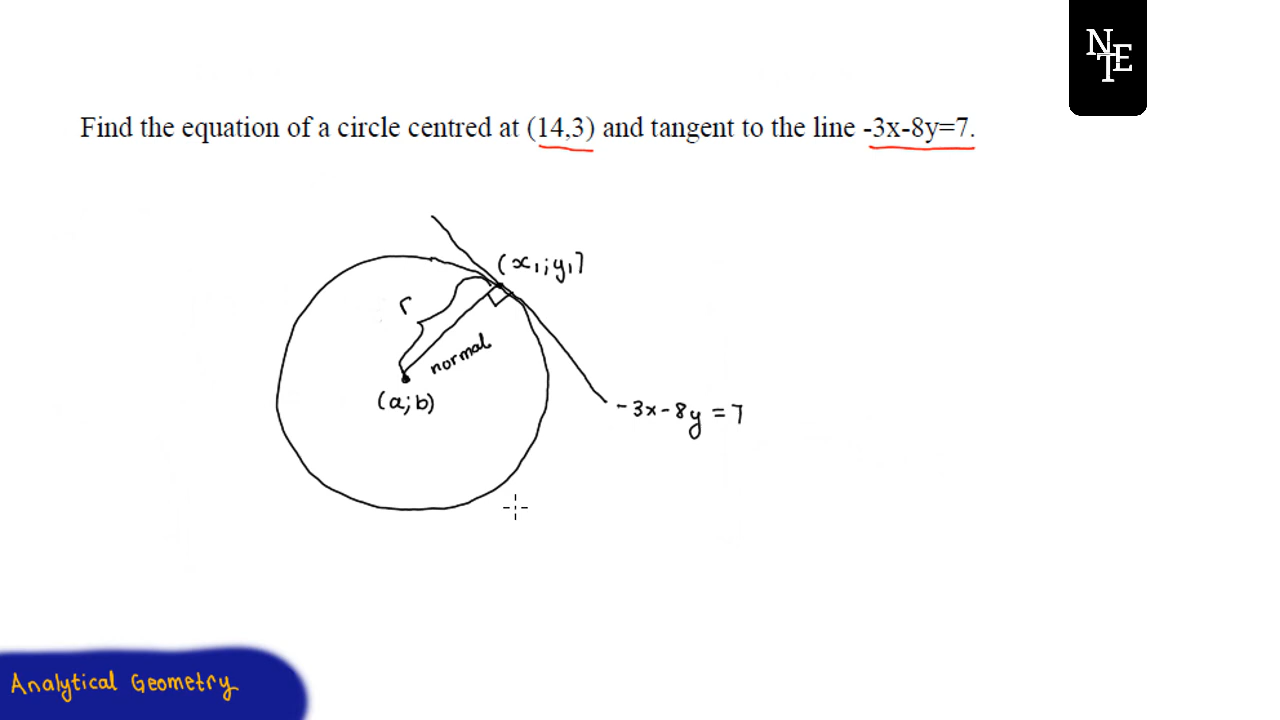 NTE
Find the equation of a circle centred at (14,3) and tangent to the line -3x-8y=7.
(x₁;y₁)
r
normal
(a;b)
-3x-8y=7
Analytical Geometry